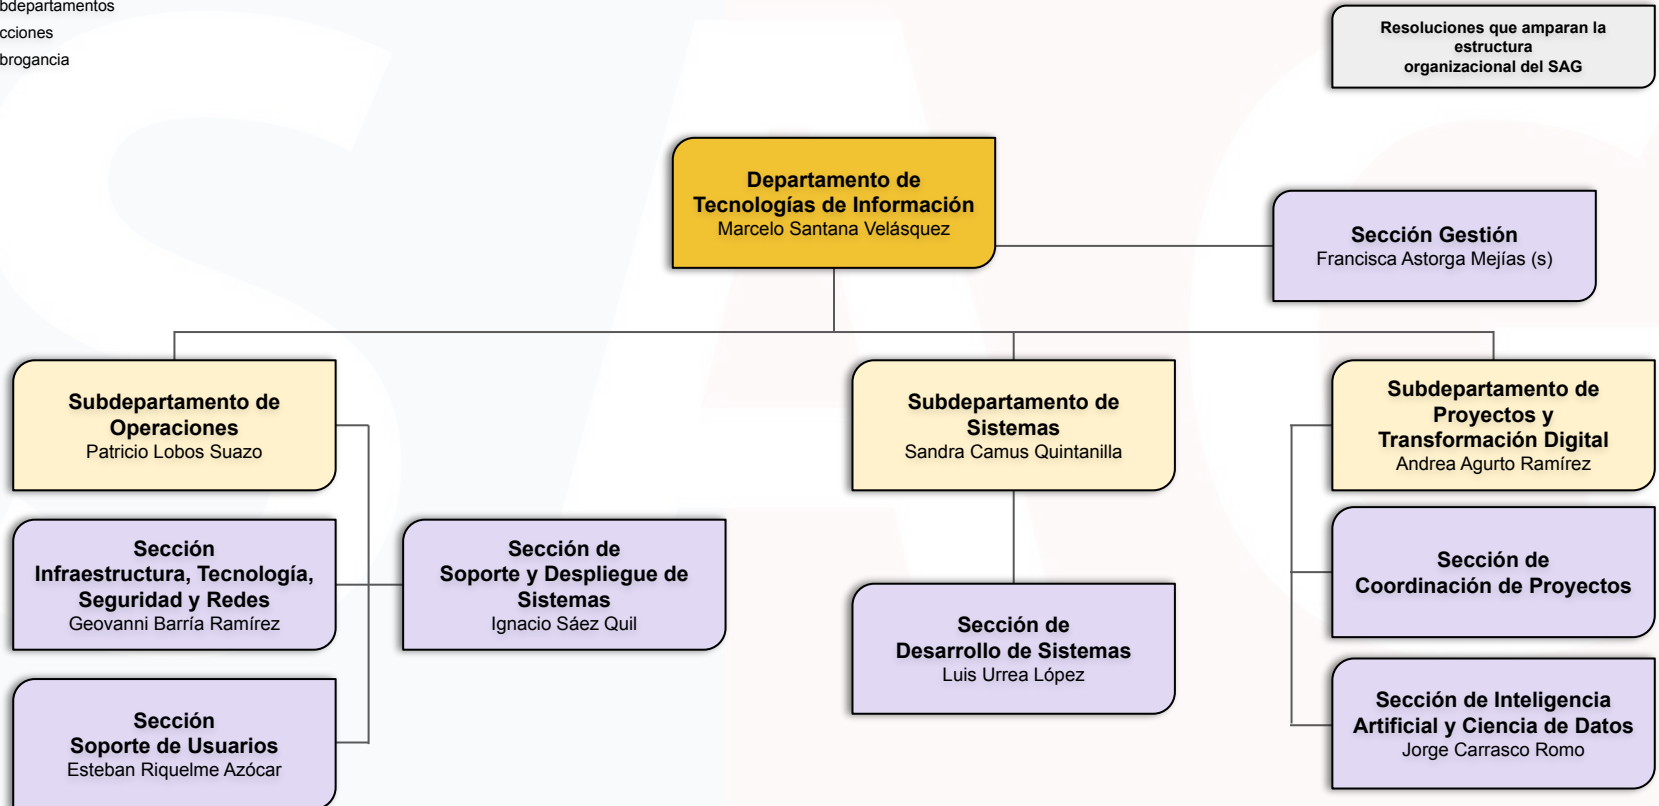 bdepartamentos
cciones
brogancia
Resoluciones que amparan la
estructura
organizacional del SAG
Departamento de
Tecnologías de Información
Marcelo Santana Velásquez
Sección Gestión
Francisca Astorga Mejías (s)
Subdepartamento de
Operaciones
Patricio Lobos Suazo
Subdepartamento de
Sistemas
Sandra Camus Quintanilla
Subdepartamento de
Proyectos y
Transformación Digital
Andrea Agurto Ramírez
Sección
Infraestructura, Tecnología,
Seguridad y Redes
Geovanni Barría Ramírez
Sección de
Soporte y Despliegue de
Sistemas
Ignacio Sáez Quil
Sección de
Desarrollo de Sistemas
Luis Urrea López
Sección de
Coordinación de Proyectos
Sección
Soporte de Usuarios
Esteban Riquelme Azócar
Sección de Inteligencia
Artificial y Ciencia de Datos
Jorge Carrasco Romo